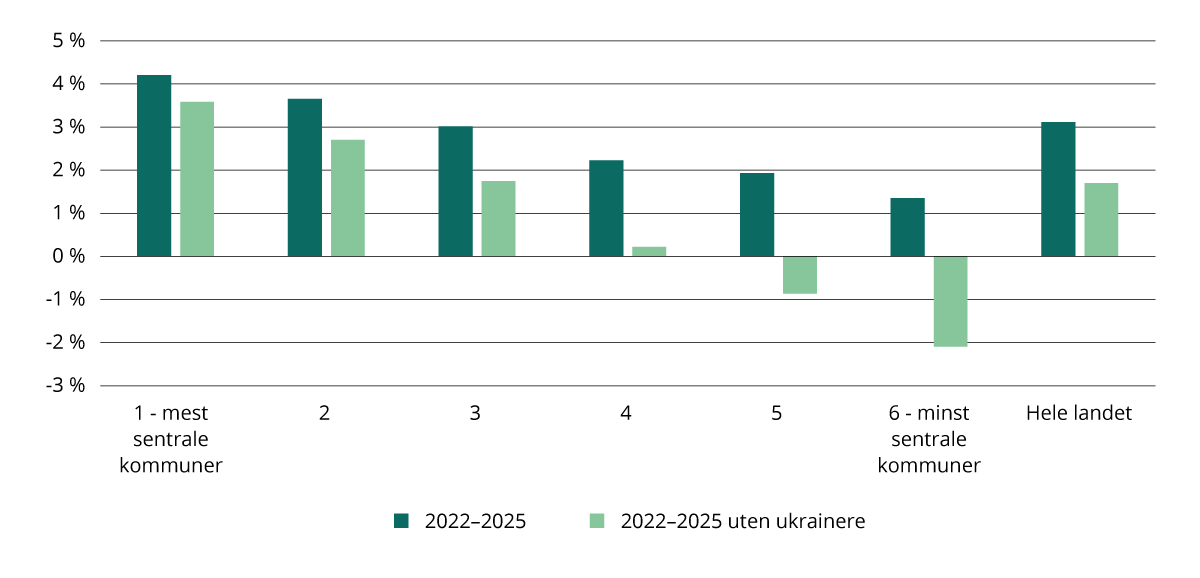 5 %
4 %
3 %
2 %
1 %
0 %
-1 %
-2 %
-3 %
1 - mest
sentrale
kommuner
2
3
4
5
6 - minst
sentrale
kommuner
Hele landet
2022–2025
2022–2025 uten ukrainere